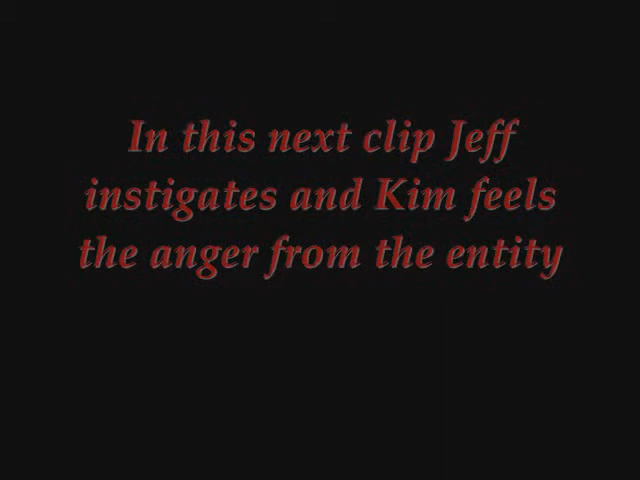 In this next clip Jeff
instigates and Kim feels
the anger from the entity